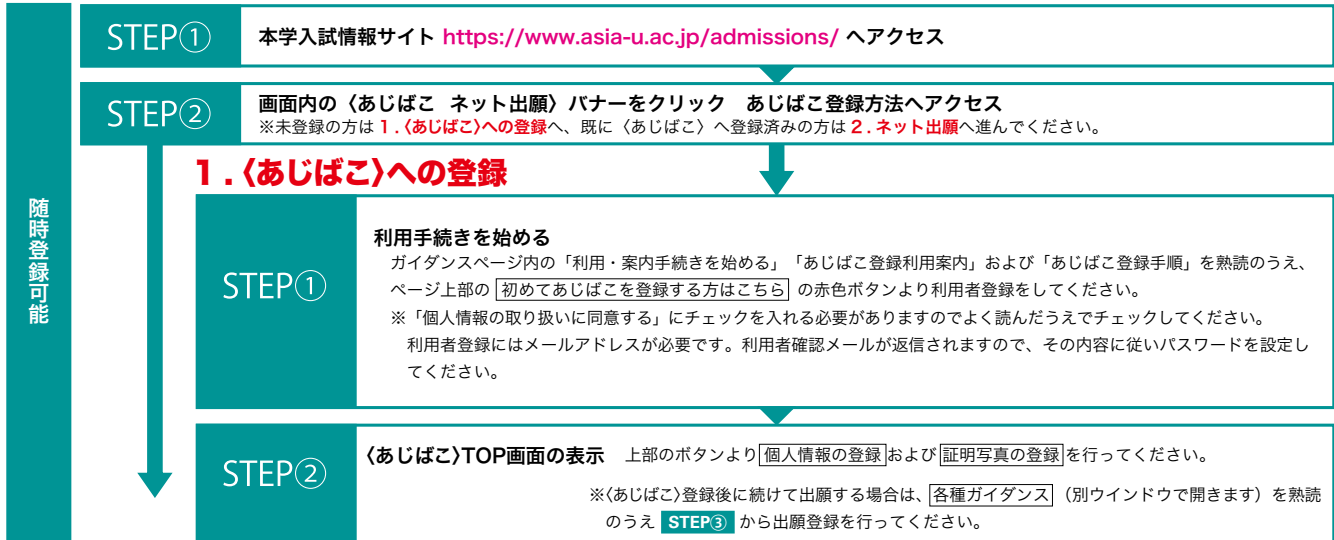 随時登録可能
STEP①
本学入試情報サイト https://www.asia-u.ac.jp/admissions/ へアクセス
STEP②
画面内の〈あじばこ ネット出願〉バナーをクリック　あじばこ登録方法へアクセス
※未登録の方は１.〈あじばこ〉への登録へ、既に〈あじばこ〉へ登録済みの方は２.ネット出願へ進んでください。
１.〈あじばこ〉への登録
STEP①
利用手続きを始める
ガイダンスページ内の「利用・案内手続きを始める」「あじばこ登録利用案内」および「あじばこ登録手順」を熟読のうえ、
ページ上部の 初めてあじばこを登録する方はこちら の赤色ボタンより利用者登録をしてください。
※「個人情報の取り扱いに同意する」にチェックを入れる必要がありますのでよく読んだうえでチェックしてください。
利用者登録にはメールアドレスが必要です。利用者確認メールが返信されますので、その内容に従いパスワードを設定し
てください。
STEP②
〈あじばこ〉TOP画面の表示　上部のボタンより 個人情報の登録 および 証明写真の登録 を行ってください。
※〈あじばこ〉登録後に続けて出願する場合は、各種ガイダンス（別ウインドウで開きます）を熟読
のうえ STEP③ から出願登録を行ってください。